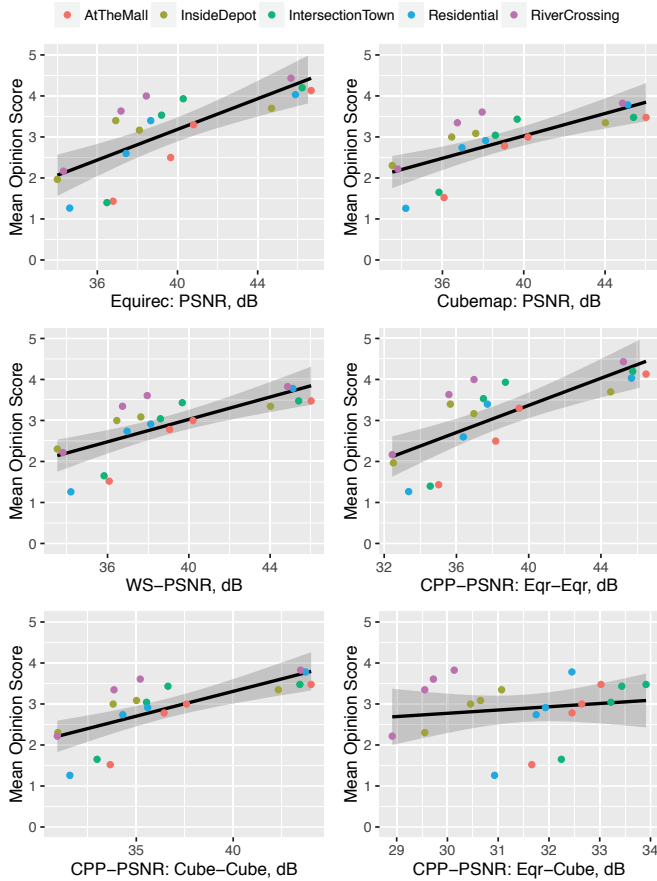 AtTheMall InsideDepot IntersectionTown Residential RiverCrossing
Mean Opinion Score
5
4
3
2
1
0
36 40 44
Equirec: PSNR, dB
Mean Opinion Score
5
4
3
2
1
0
36 40 44
Cubemap: PSNR, dB
Mean Opinion Score
5
4
3
2
1
0
36 40 44
WS−PSNR, dB
Mean Opinion Score
5
4
3
2
1
0
32 36 40 44
CPP−PSNR: Eqr−Eqr, dB
Mean Opinion Score
5
4
3
2
1
0
35 40
CPP−PSNR: Cube−Cube, dB
Mean Opinion Score
5
4
3
2
1
0
29 30 31 32 33 34
CPP−PSNR: Eqr−Cube, dB